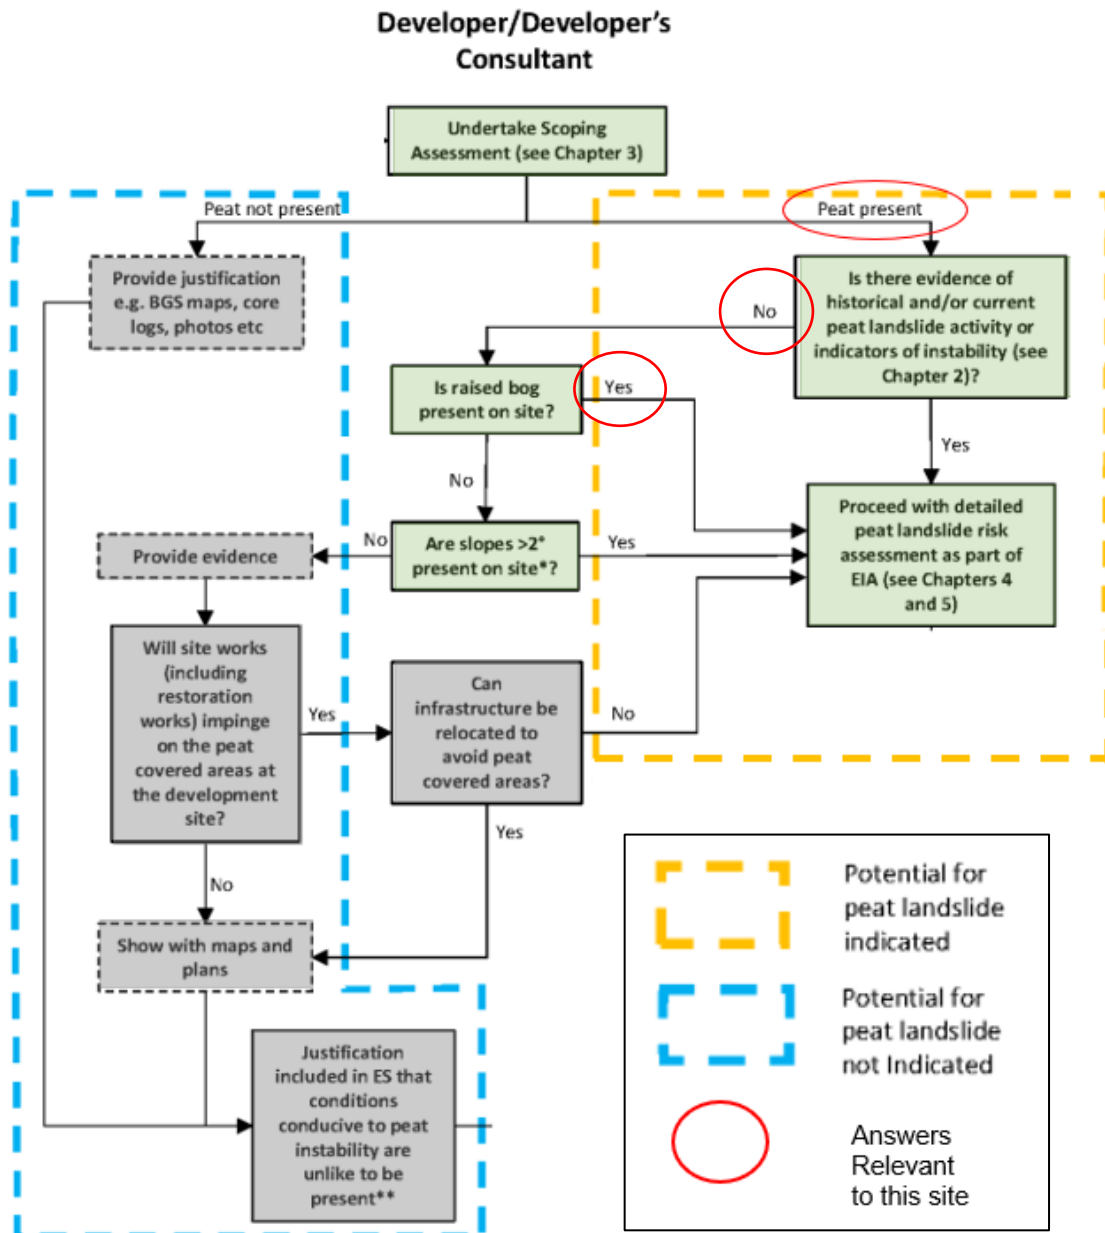 Developer/Developer's
Consultant
Undertake Scoping
Assessment (see Chapter 3)
Peat not present
Peat present
Provide justification
e.g. BGS maps, core
logs, photos etc
Is there evidence of
historical and/or current
peat landslide activity or
indicators of instability (see
Chapter 2)?
No
Is raised bog
present on site?
Yes
Yes
No
Proceed with detailed
peat landslide risk
assessment as part of
EIA (see Chapters 4
and 5)
Provide evidence
No
Are slopes >2°
present on site*?
Yes
Will site works
(including
restoration
works) impinge
on the peat
covered areas at
the development
site?
Yes
Can
infrastructure be
relocated to
avoid peat
covered areas?
No
Yes
No
Show with maps and
plans
Justification
included in ES that
conditions
conducive to peat
instability are
unlike to be
present**
Potential for
peat landslide
indicated
Potential for
peat landslide
not Indicated
Answers
Relevant
to this site